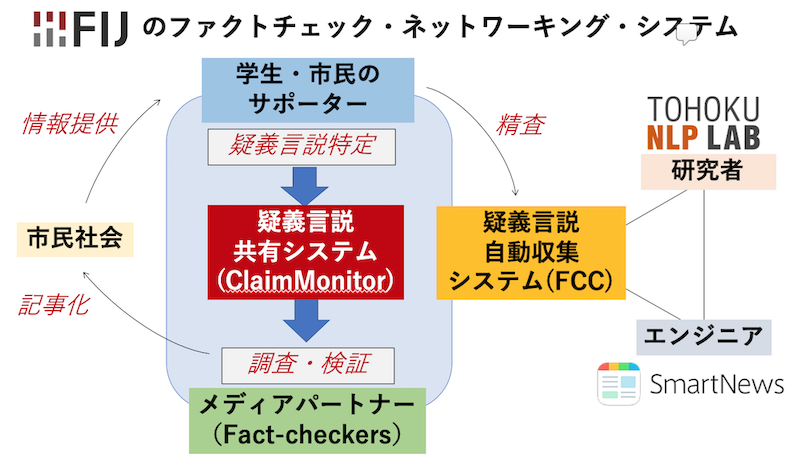 FIJ のファクトチェック・ネットワーキング・システム
学生・市民の
サポーター
情報提供
疑義言説特定
精査
TOHOKU
NLP LAB
研究者
市民社会
疑義言説
共有システム
(ClaimMonitor)
疑義言説
自動収集
システム(FCC)
記事化
調査・検証
エンジニア
SmartNews
メディアパートナー
（Fact-checkers）